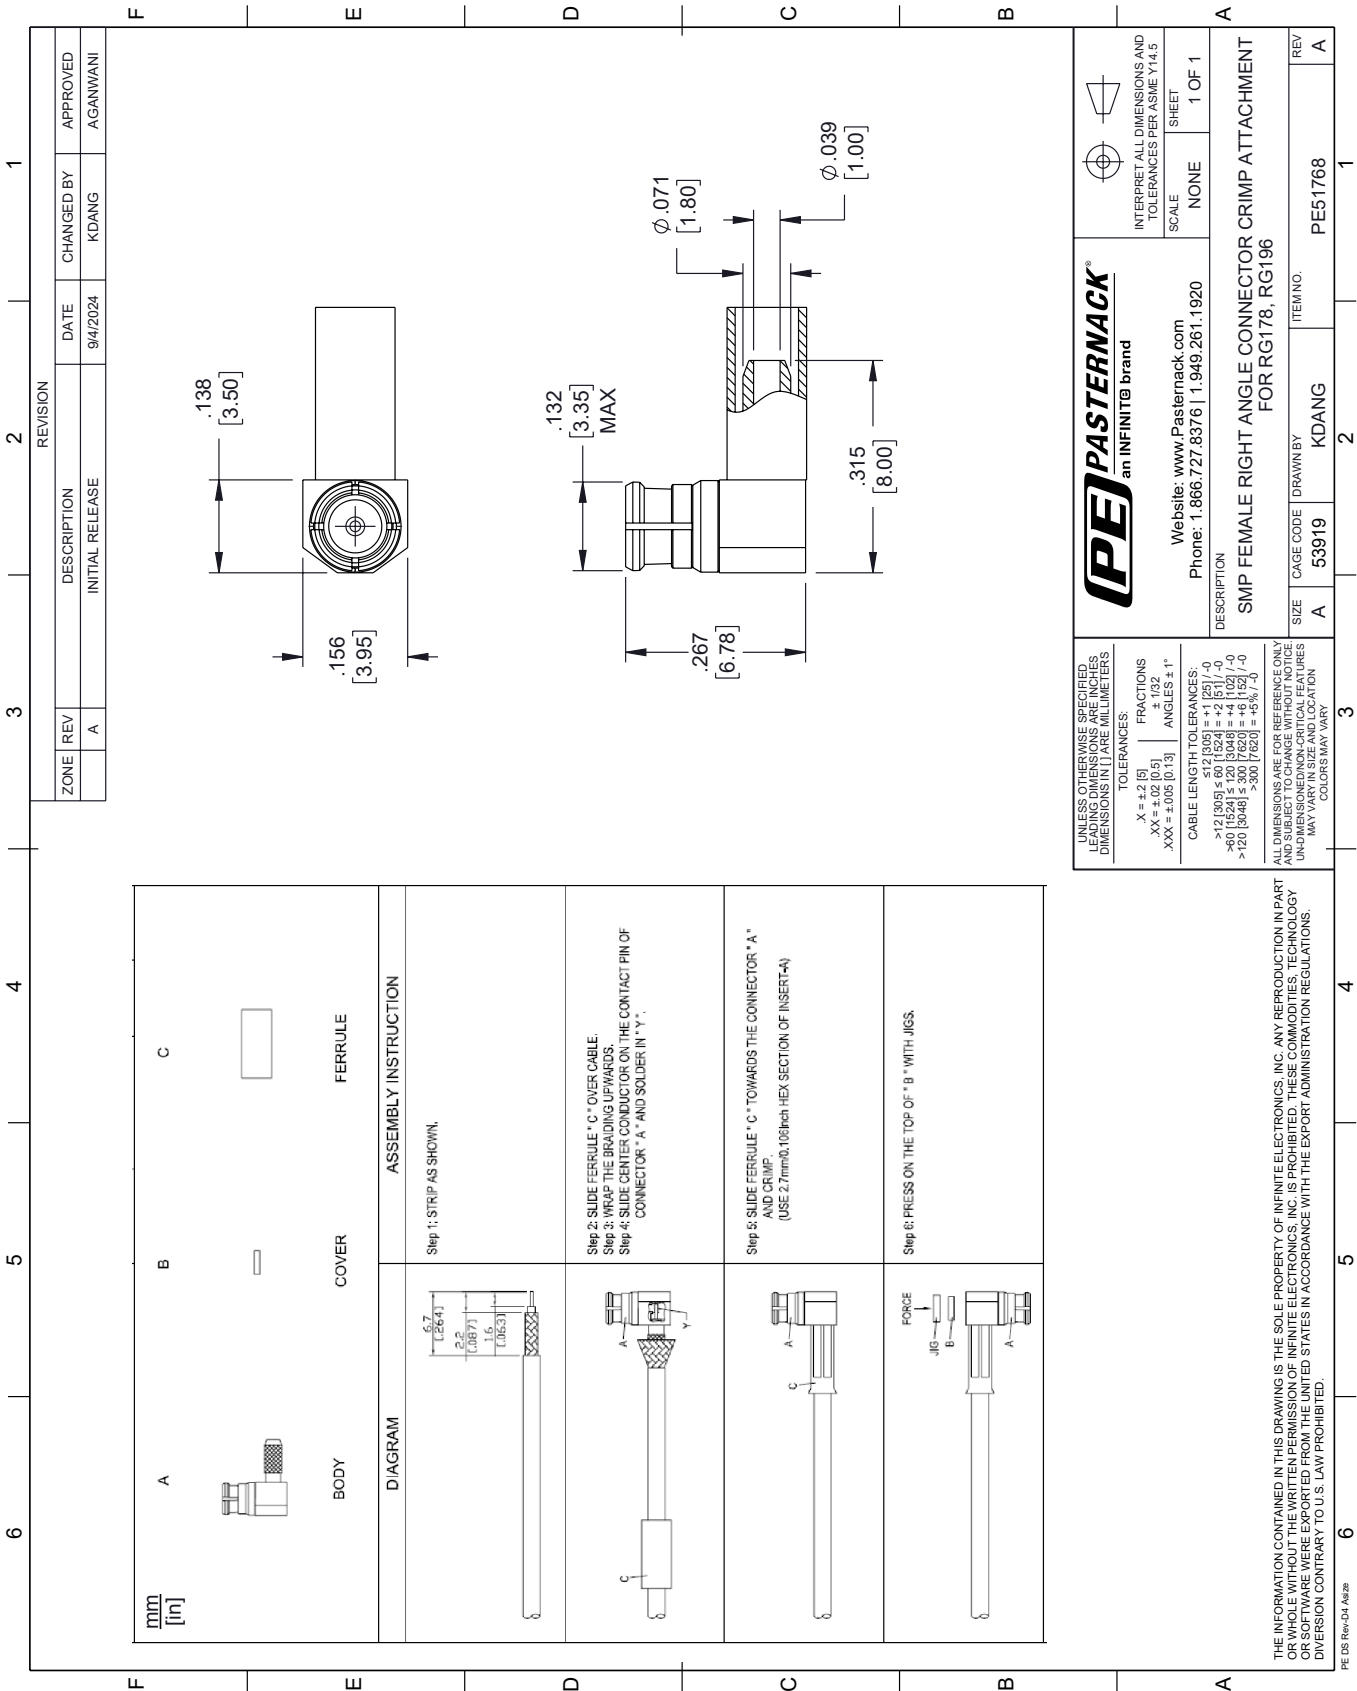 6
5
4
3
2
1
REVISION
ZONE REV DESCRIPTION DATE CHANGED BY APPROVED
A INITIAL RELEASE 9/4/2024 KDANG AGANWANI
F
E
D
C
B
A
mm
[in]
A B C
BODY COVER FERRULE
DIAGRAM ASSEMBLY INSTRUCTION
6.7
[.264]
2.2
[.087]
1.6
[.063]
Step 1: STRIP AS SHOWN.
C
A
Y
Step 2: SLIDE FERRULE " C " OVER CABLE.
Step 3: WRAP THE BRAIDING UPWARDS.
Step 4: SLIDE CENTER CONDUCTOR ON THE CONTACT PIN OF
CONNECTOR " A " AND SOLDER IN " Y ".
C
A
Step 5: SLIDE FERRULE " C " TOWARDS THE CONNECTOR " A "
AND CRIMP.
(USE 2.7mm/0.106inch HEX SECTION OF INSERT-A)
FORCE
JIG
B
A
Step 6: PRESS ON THE TOP OF " B " WITH JIGS.
.138
[3.50]
.156
[3.95]
.132
[3.35]
MAX
.267
[6.78]
.315
[8.00]
Ø.071
[1.80]
Ø.039
[1.00]
UNLESS OTHERWISE SPECIFIED
LEADING DIMENSIONS ARE INCHES
DIMENSIONS IN [ ] ARE MILLIMETERS
TOLERANCES:
.X = ±.2 [5] FRACTIONS
.XX = ±.02 [0.5] ± 1/32
.XXX = ±.005 [0.13] ANGLES ± 1°
CABLE LENGTH TOLERANCES:
≤12 [305] = +1 [25] / -0
>12 [305] ≤ 60 [1524] = +2 [51] / -0
>60 [1524] ≤ 120 [3048] = +4 [102] / -0
>120 [3048] ≤ 300 [7620] = +6 [152] / -0
>300 [7620] = +5% / -0
ALL DIMENSIONS ARE FOR REFERENCE ONLY
AND SUBJECT TO CHANGE WITHOUT NOTICE.
UN-DIMENSIONED/NON-CRITICAL FEATURES
MAY VARY IN SIZE AND LOCATION
COLORS MAY VARY
PE PASTERNACK®
an INFINIT@ brand
Website: www.Pasternack.com
Phone: 1.866.727.8376 | 1.949.261.1920
INTERPRET ALL DIMENSIONS AND
TOLERANCES PER ASME Y14.5
SCALE SHEET
NONE 1 OF 1
DESCRIPTION
SMP FEMALE RIGHT ANGLE CONNECTOR CRIMP ATTACHMENT
FOR RG178, RG196
SIZE CAGE CODE DRAWN BY ITEM NO. REV
A 53919 KDANG PE51768 A
THE INFORMATION CONTAINED IN THIS DRAWING IS THE SOLE PROPERTY OF INFINITE ELECTRONICS, INC. ANY REPRODUCTION IN PART
OR WHOLE WITHOUT THE WRITTEN PERMISSION OF INFINITE ELECTRONICS, INC. IS PROHIBITED. THESE COMMODITIES, TECHNOLOGY
OR SOFTWARE WERE EXPORTED FROM THE UNITED STATES IN ACCORDANCE WITH THE EXPORT ADMINISTRATION REGULATIONS.
DIVERSION CONTRARY TO U.S. LAW PROHIBITED.
F
E
D
C
B
A
6
5
4
3
2
1
PE DS Rev-D4 Asize